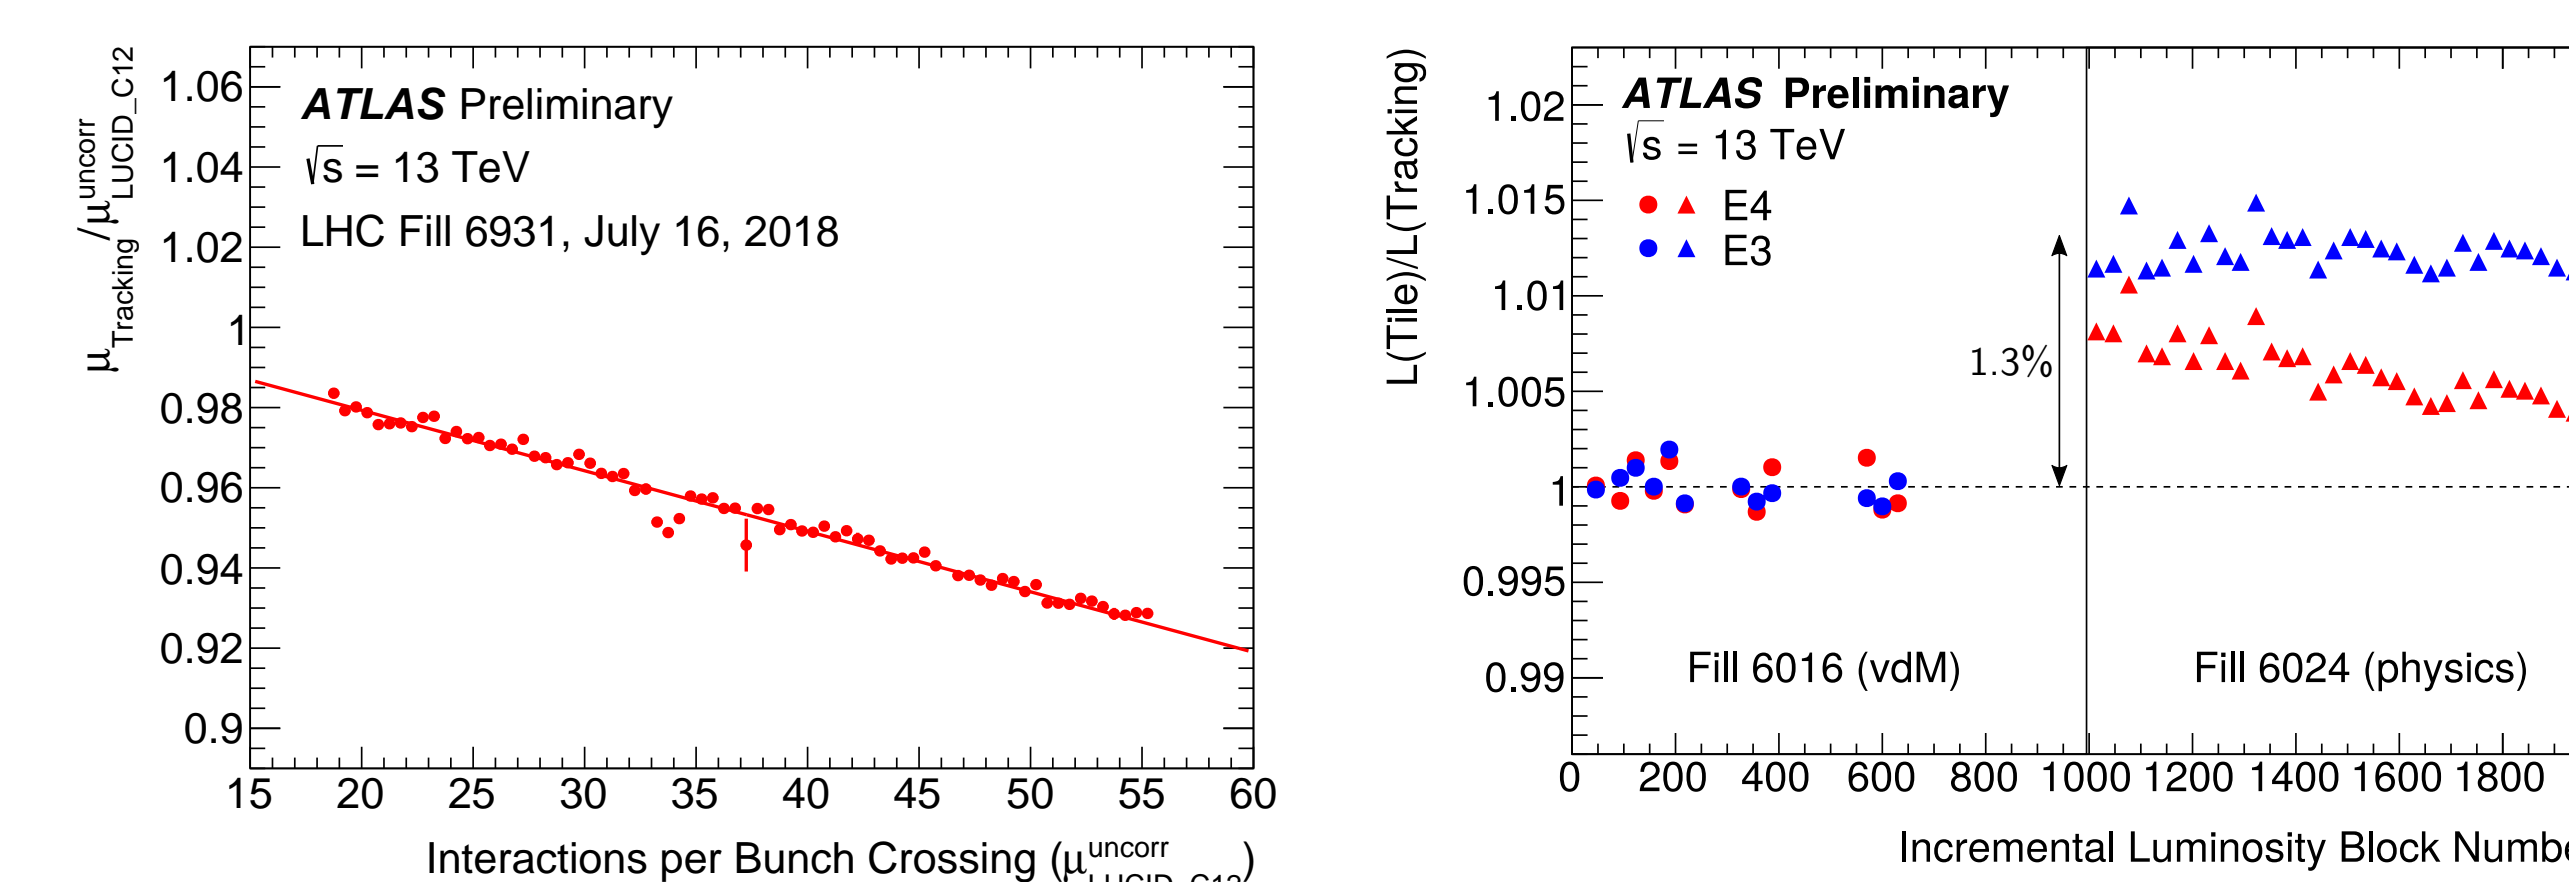 μTracking/μuncorrLUCID_C12
1.06
1.04
1.02
1
0.98
0.96
0.94
0.92
0.9
ATLAS Preliminary
√s = 13 TeV
LHC Fill 6931, July 16, 2018
15 20 25 30 35 40 45 50 55 60
Interactions per Bunch Crossing (μuncorrLUCID_C12)
L(Tile)/L(Tracking)
1.02
1.015
1.01
1.005
1
0.995
0.99
ATLAS Preliminary
√s = 13 TeV
E4
E3
1.3%
Fill 6016 (vdM)
Fill 6024 (physics)
0 200 400 600 800 1000 1200 1400 1600 1800
Incremental Luminosity Block Numbe